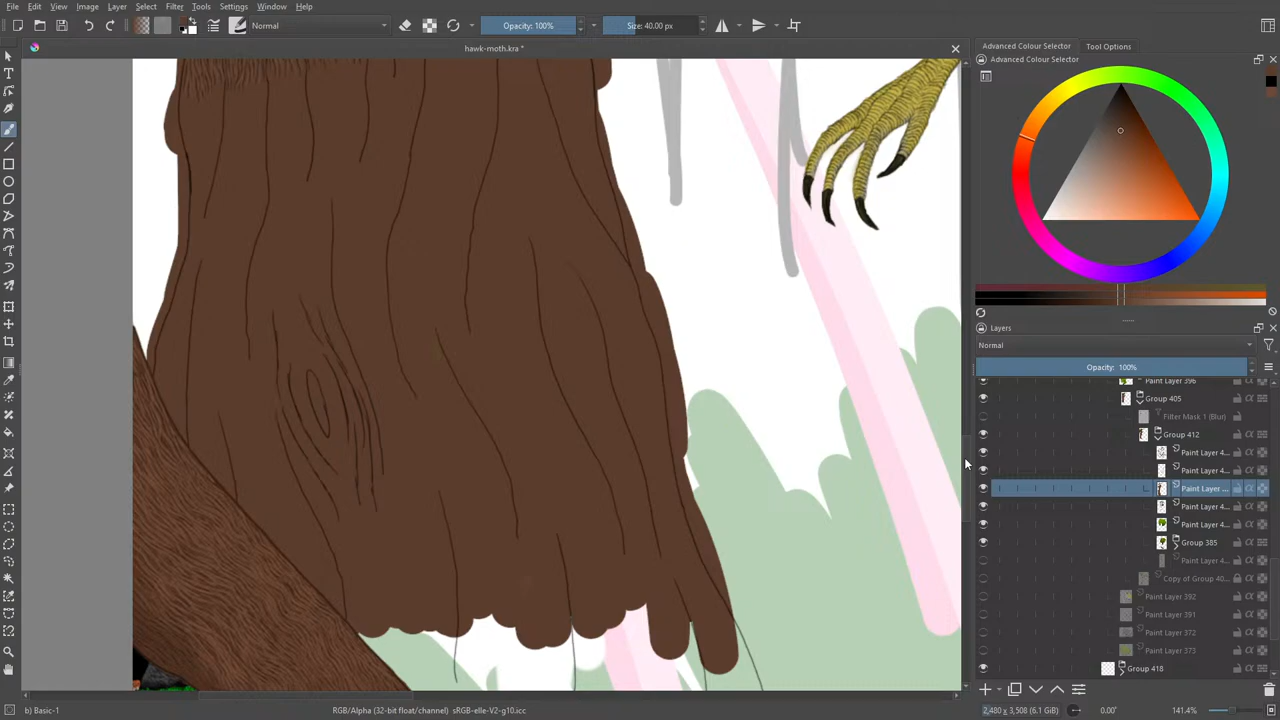 File Edit View Image Layer Select Filter Tools Settings Window Help
Normal Opacity: 100% Size: 40.00 px
hawk-moth.kra *
Advanced Colour Selector Tool Options
Advanced Colour Selector
Layers
Normal
Opacity: 100%
Paint Layer 396
Group 405
Filter Mask 1 (Blur)
Group 412
Paint Layer 4...
Paint Layer 4...
Paint Layer ...
Paint Layer 4...
Paint Layer 4...
Group 385
Paint Layer 4...
Copy of Group 40...
Paint Layer 392
Paint Layer 391
Paint Layer 372
Paint Layer 373
Group 418
b) Basic-1 RGB/Alpha (32-bit float/channel) sRGB-elle-V2-g10.icc 2,480 x 3,508 (6.1 GiB) 0.00° 141.4%